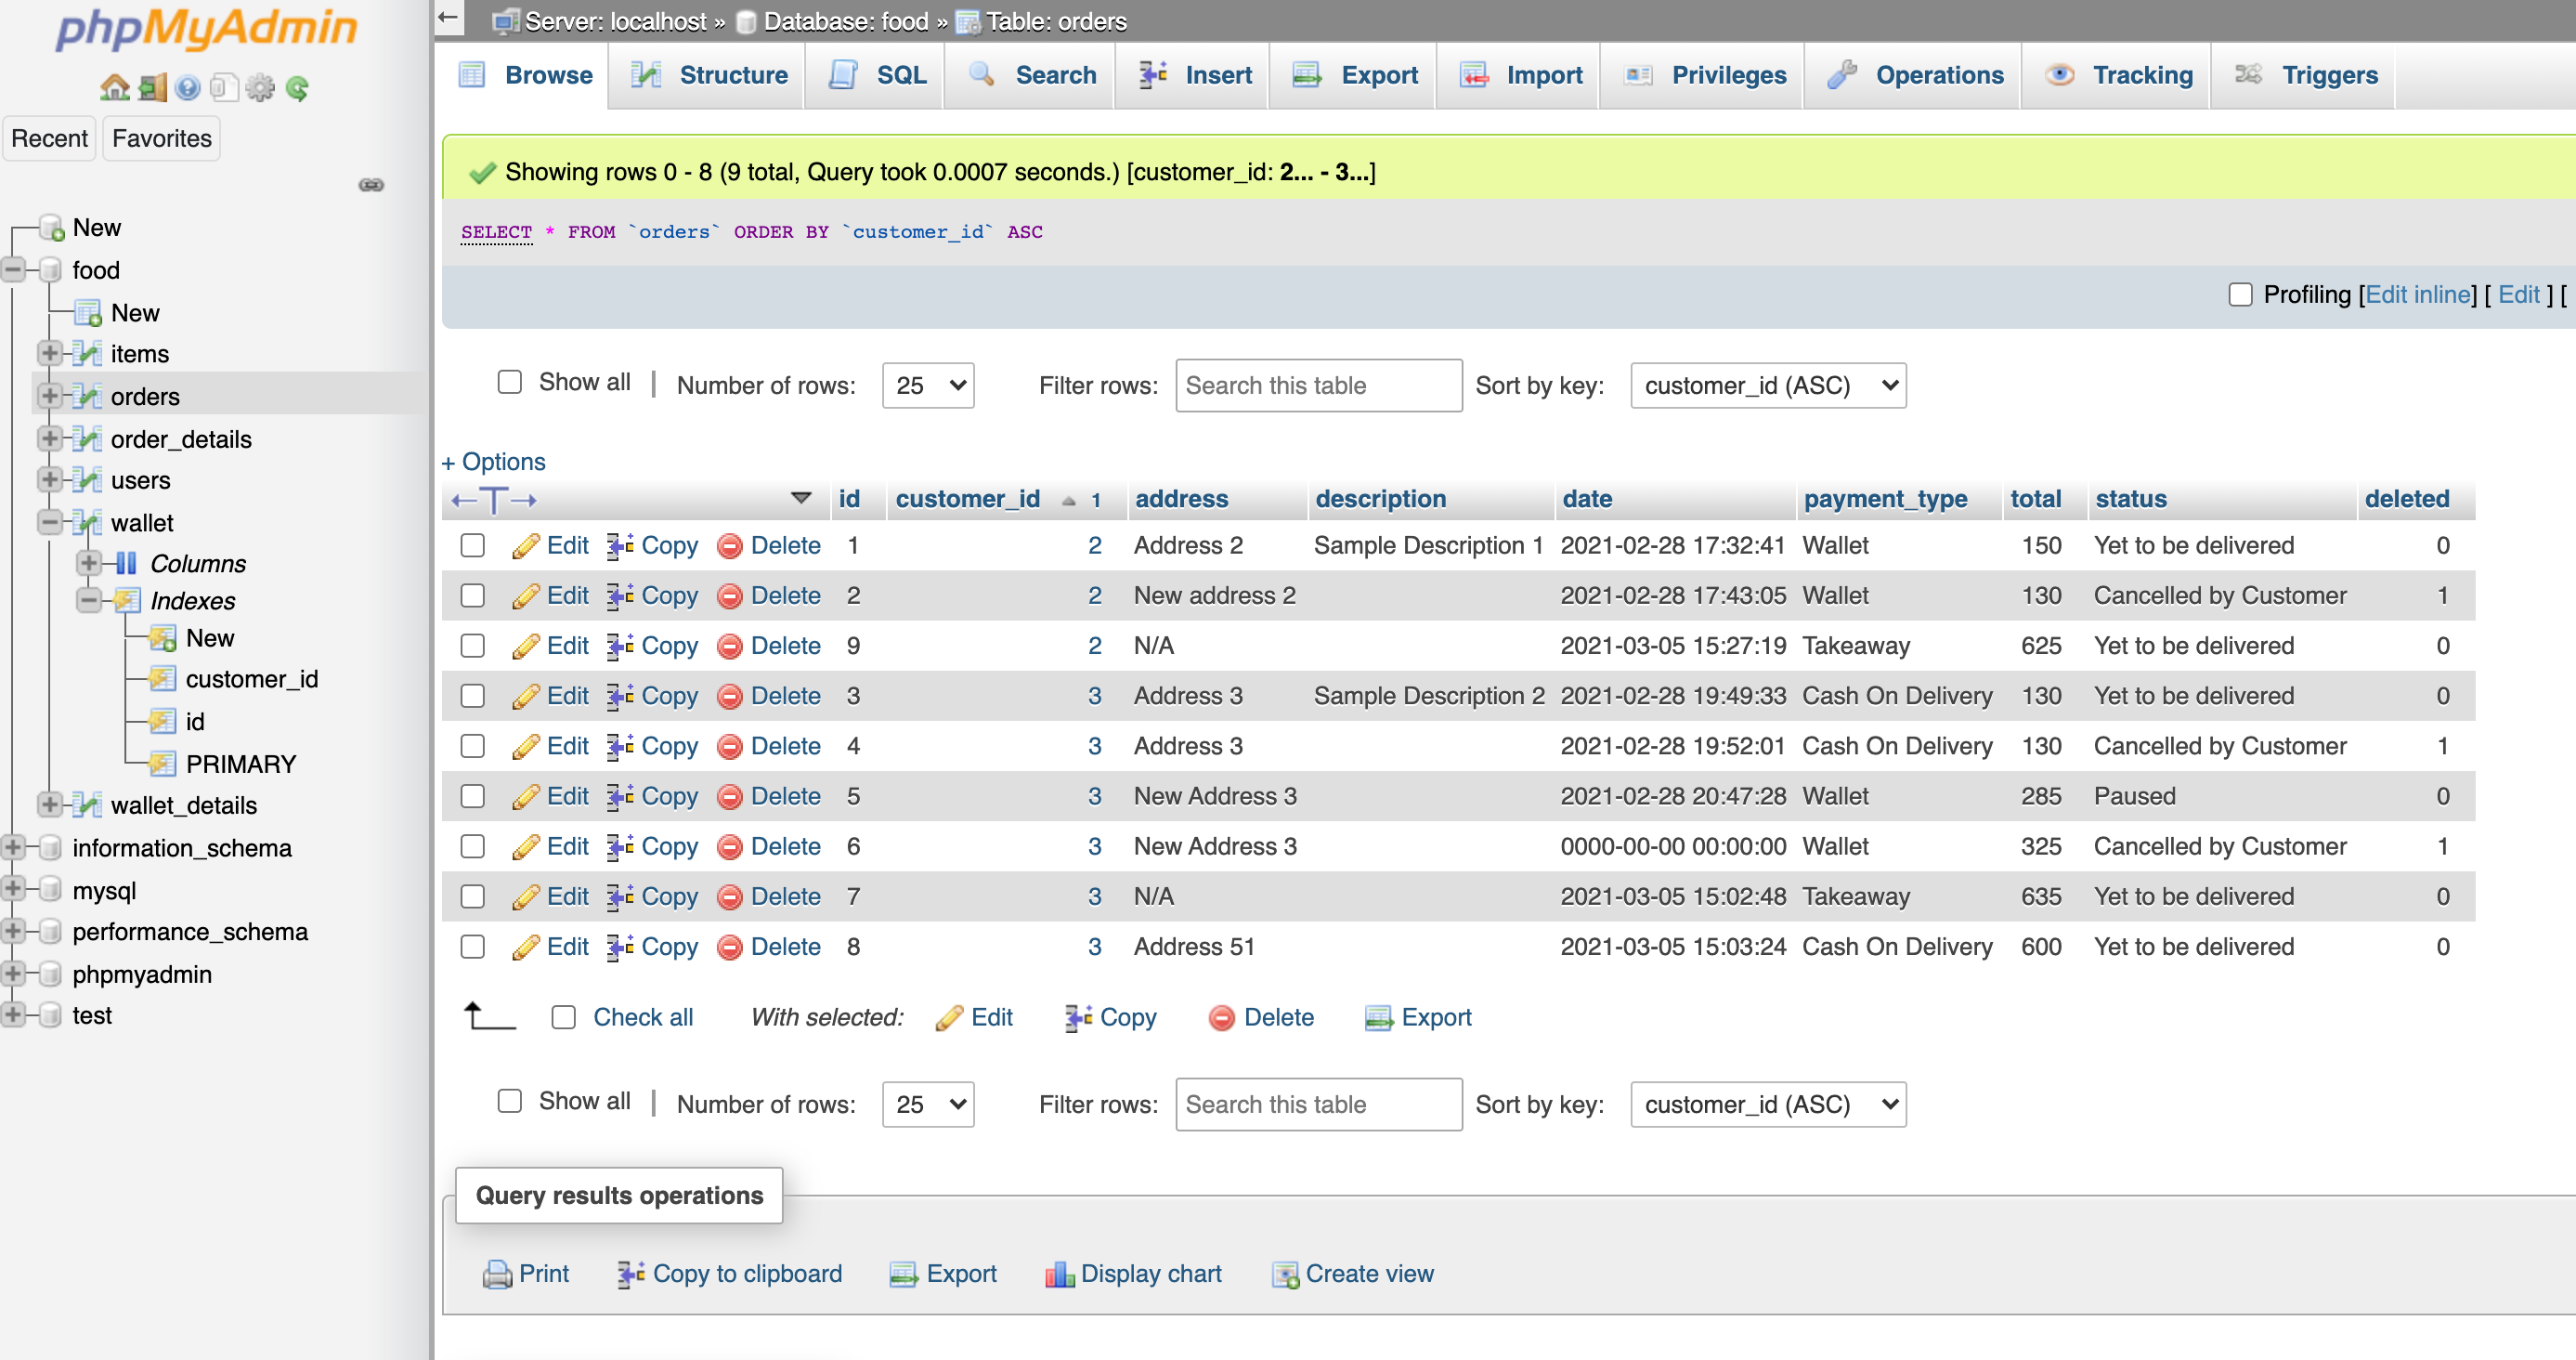 phpMyAdmin
Recent Favorites
New
food
New
items
orders
order_details
users
wallet
Columns
Indexes
New
customer_id
id
PRIMARY
wallet_details
information_schema
mysql
performance_schema
phpmyadmin
test
Server: localhost » Database: food » Table: orders
Browse Structure SQL Search Insert Export Import Privileges Operations Tracking Triggers
Showing rows 0 - 8 (9 total, Query took 0.0007 seconds.) [customer_id: 2... - 3...]
SELECT * FROM `orders` ORDER BY `customer_id` ASC
Profiling [Edit inline] [ Edit ] [
Show all | Number of rows: 25 Filter rows: Search this table Sort by key: customer_id (ASC)
+ Options
←T→ id customer_id 1 address description date payment_type total status deleted
Edit Copy Delete 1 2 Address 2 Sample Description 1 2021-02-28 17:32:41 Wallet 150 Yet to be delivered 0
Edit Copy Delete 2 2 New address 2 2021-02-28 17:43:05 Wallet 130 Cancelled by Customer 1
Edit Copy Delete 9 2 N/A 2021-03-05 15:27:19 Takeaway 625 Yet to be delivered 0
Edit Copy Delete 3 3 Address 3 Sample Description 2 2021-02-28 19:49:33 Cash On Delivery 130 Yet to be delivered 0
Edit Copy Delete 4 3 Address 3 2021-02-28 19:52:01 Cash On Delivery 130 Cancelled by Customer 1
Edit Copy Delete 5 3 New Address 3 2021-02-28 20:47:28 Wallet 285 Paused 0
Edit Copy Delete 6 3 New Address 3 0000-00-00 00:00:00 Wallet 325 Cancelled by Customer 1
Edit Copy Delete 7 3 N/A 2021-03-05 15:02:48 Takeaway 635 Yet to be delivered 0
Edit Copy Delete 8 3 Address 51 2021-03-05 15:03:24 Cash On Delivery 600 Yet to be delivered 0
Check all With selected: Edit Copy Delete Export
Show all | Number of rows: 25 Filter rows: Search this table Sort by key: customer_id (ASC)
Query results operations
Print Copy to clipboard Export Display chart Create view